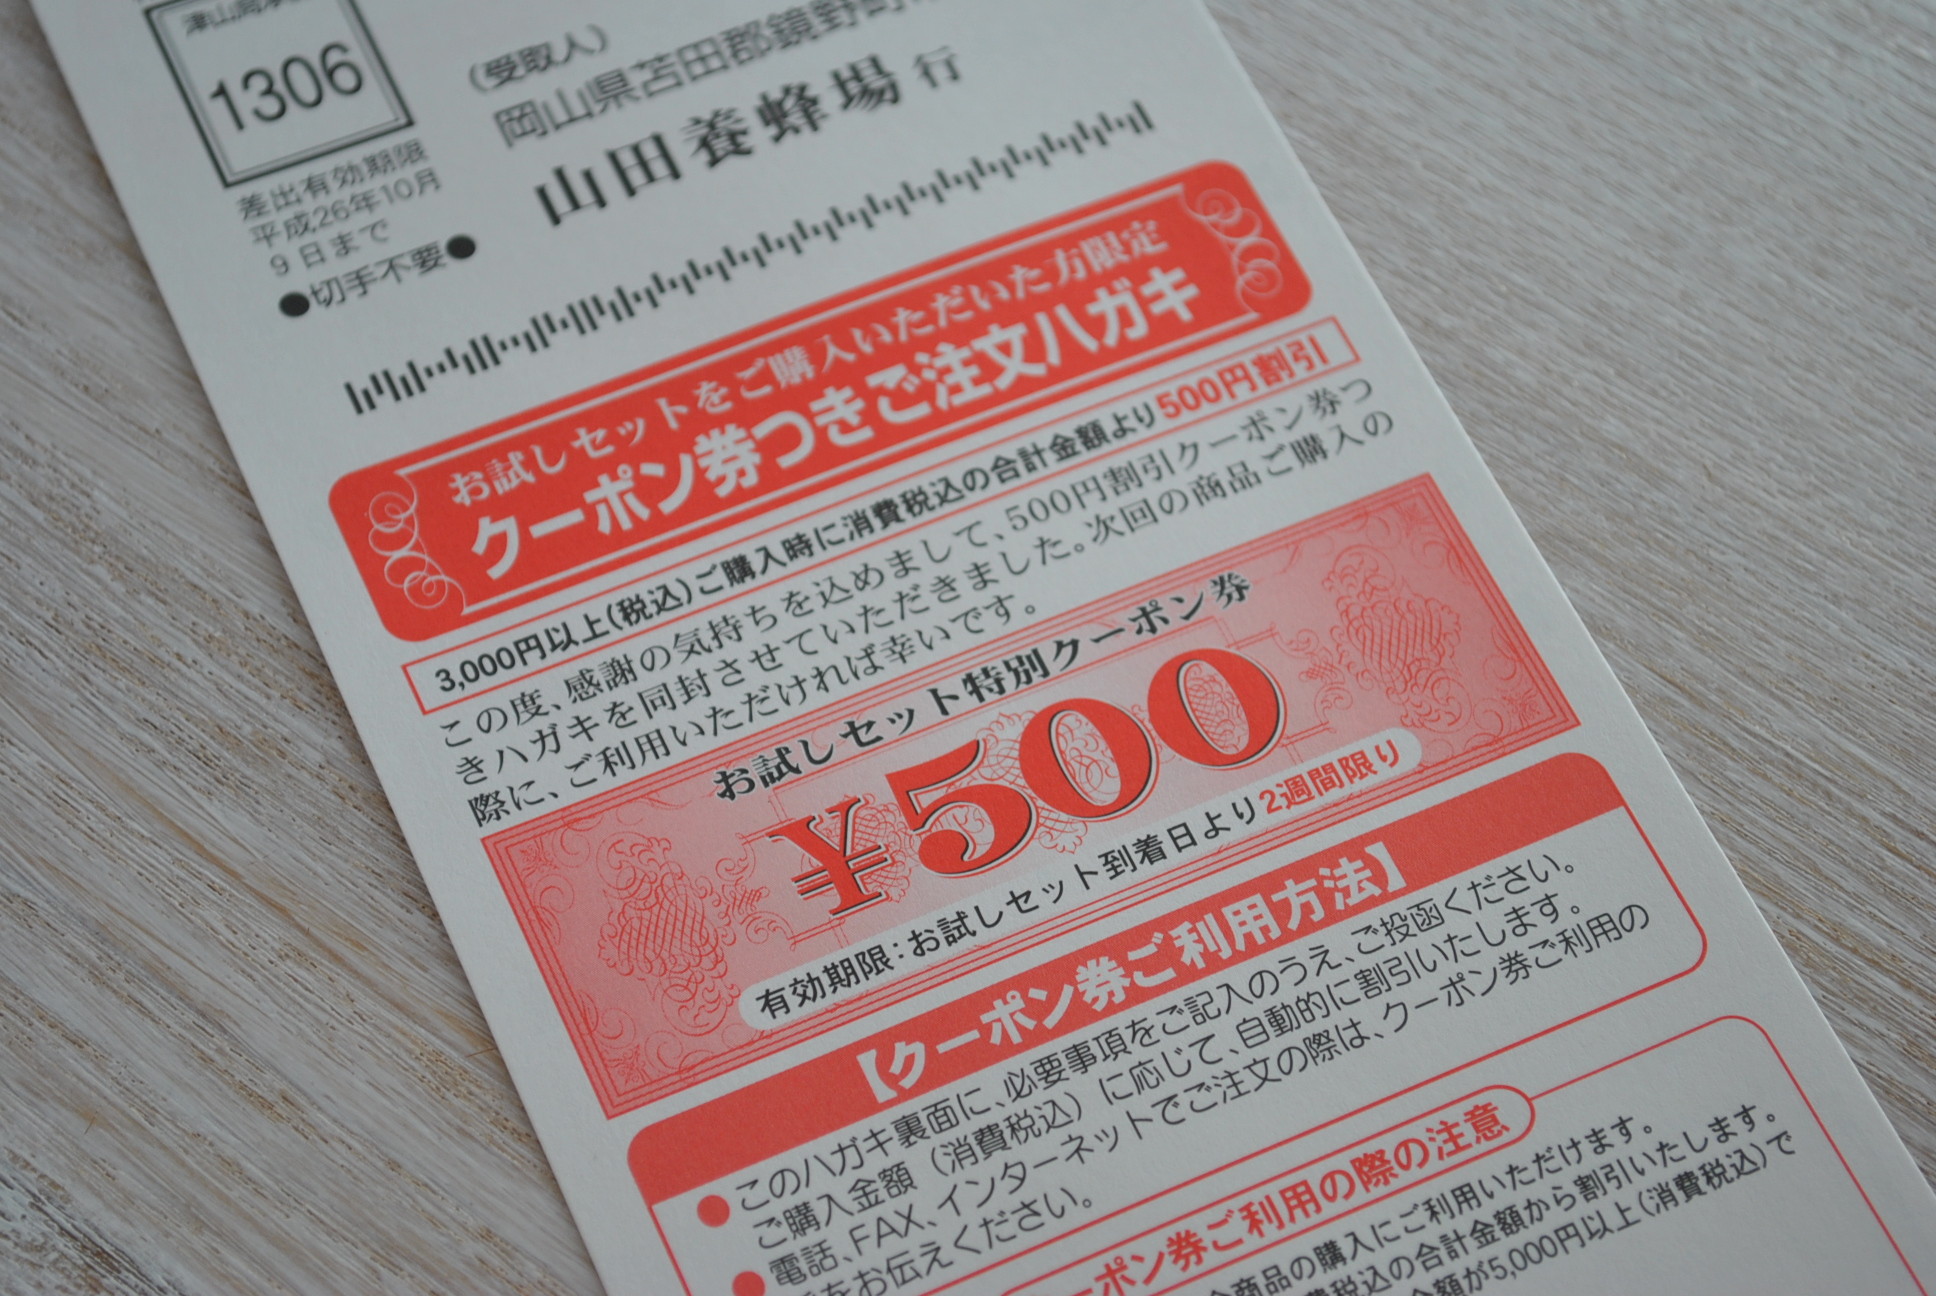 1306
差出有効期限
平成26年10月
9日まで
●切手不要●
(受取人)
岡山県苫田郡鏡野町
山田養蜂場 行
お試しセットをご購入いただいた方限定
クーポン券つきご注文ハガキ
3,000円以上(税込)ご購入時に消費税込の合計金額より500円割引
この度、感謝の気持ちを込めまして、500円割引クーポン券つ
きハガキを同封させていただきました。次回の商品ご購入の
際に、ご利用いただければ幸いです。
お試しセット特別クーポン券
¥500
有効期限:お試しセット到着日より2週間限り
【クーポン券ご利用方法】
●このハガキ裏面に、必要事項をご記入のうえ、ご投函ください。
ご購入金額(消費税込)に応じて、自動的に割引いたします。
●電話、FAX、インターネットでご注文の際は、クーポン券ご利用の
をお伝えください。
ーポン券ご利用の際の注意
商品の購入にご利用いただけます。
費税込の合計金額から割引いたします。
金額が5,000円以上(消費税込)で